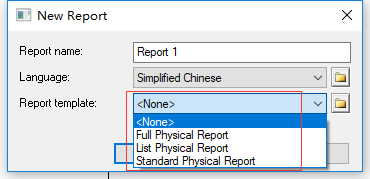 New Report
Report name: Report 1
Language: Simplified Chinese
Report template: <None>
<None>
Full Physical Report
List Physical Report
Standard Physical Report